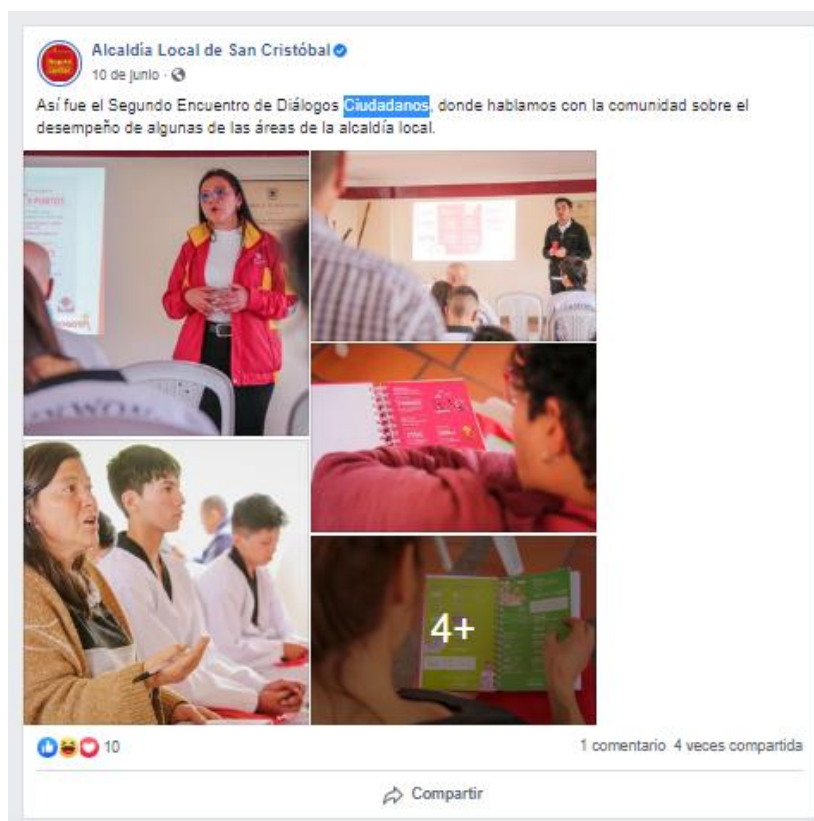 Alcaldía Local de San Cristóbal
10 de junio ·
Así fue el Segundo Encuentro de Diálogos Ciudadanos, donde hablamos con la comunidad sobre el
desempeño de algunas de las áreas de la alcaldía local.
4+
10
1 comentario 4 veces compartida
Compartir